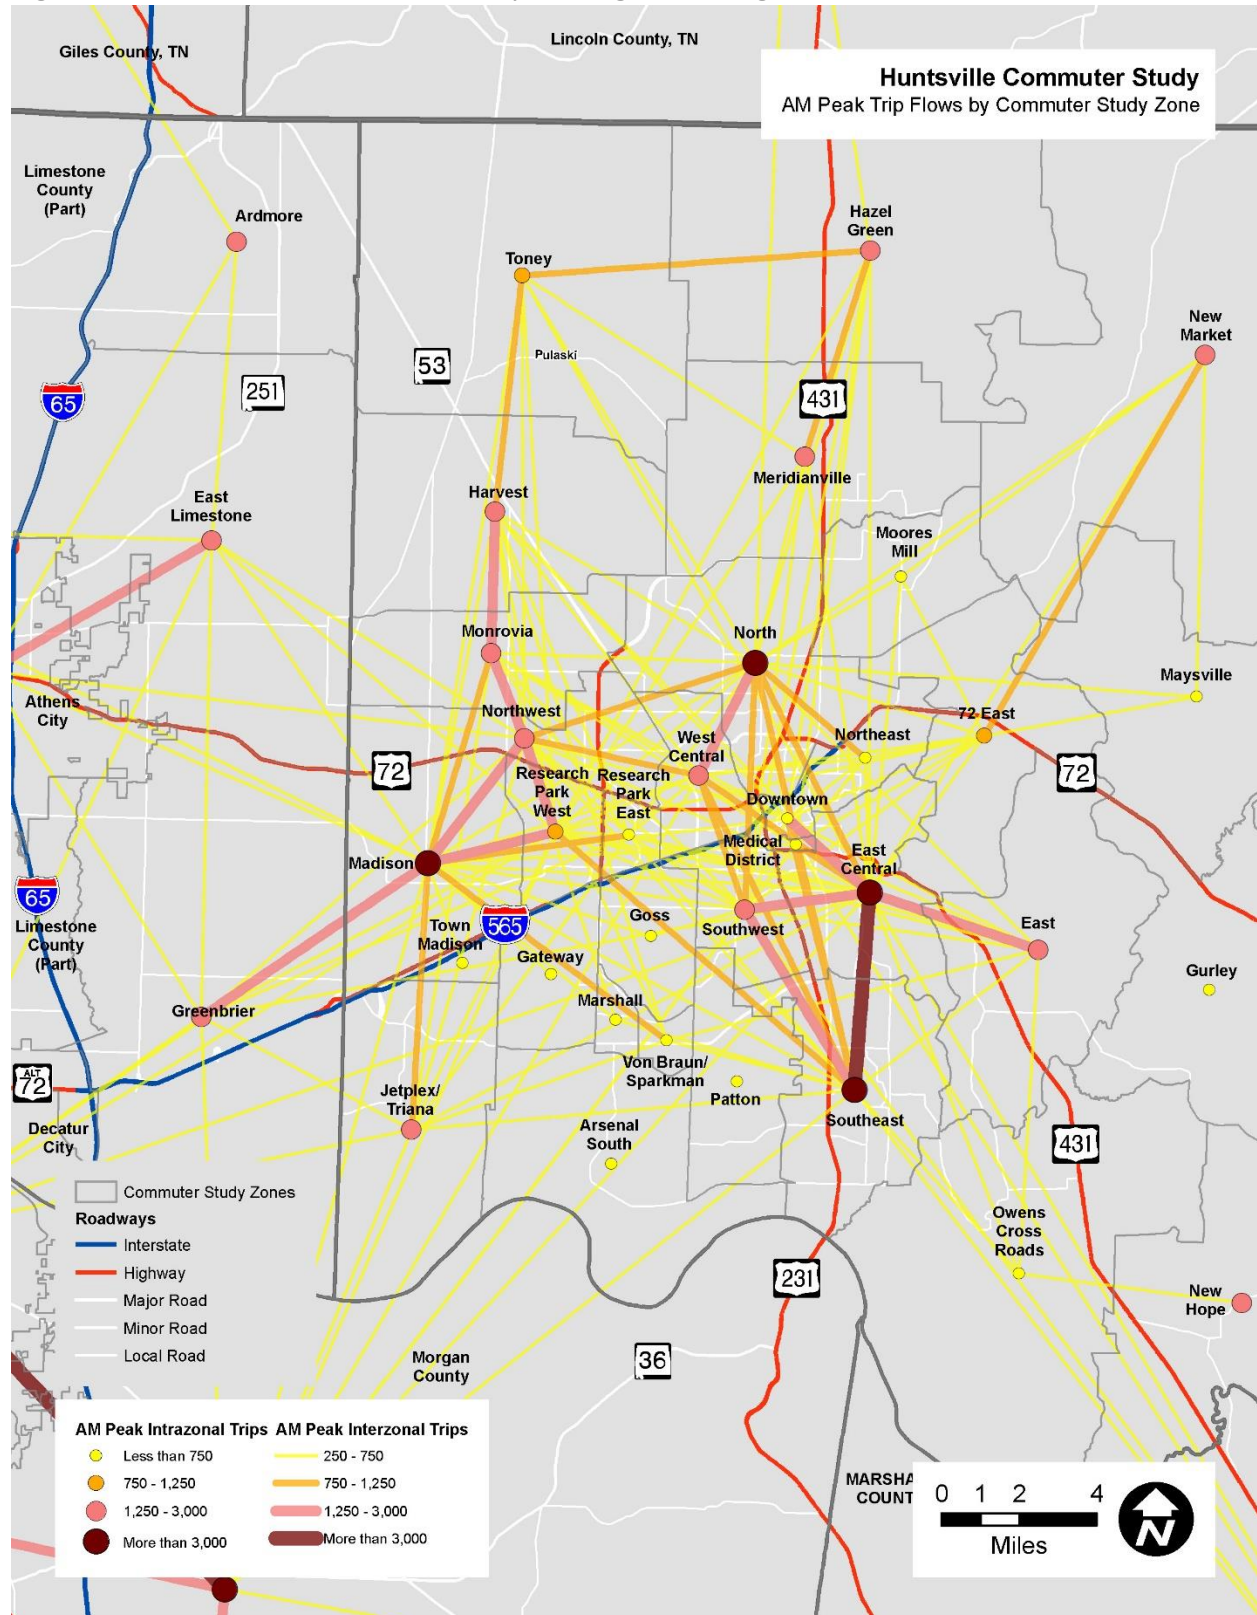 Giles County, TN
Lincoln County, TN
Huntsville Commuter Study
AM Peak Trip Flows by Commuter Study Zone
Limestone
County
(Part)
Ardmore
Hazel
Green
Toney
New
Market
Pulaski
53
251
65
431
East
Limestone
Harvest
Meridianville
Moores
Mill
Monrovia
North
Maysville
Athens
City
Northwest
72 East
West
Central
Northeast
72
72
Research
Park
West
Research
Park
East
Downtown
Madison
Medical
District
East
Central
65
Limestone
County
(Part)
565
Town
Madison
Goss
Southwest
East
Gateway
Gurley
Greenbrier
Marshall
ALT
72
Von Braun/
Sparkman
Jetplex/
Triana
Patton
Southeast
Decatur
City
Arsenal
South
431
Commuter Study Zones
Roadways
Interstate
Highway
Major Road
Minor Road
Local Road
Owens
Cross
Roads
231
New
Hope
Morgan
County
36
AM Peak Intrazonal Trips
Less than 750
750 - 1,250
1,250 - 3,000
More than 3,000
AM Peak Interzonal Trips
250 - 750
750 - 1,250
1,250 - 3,000
More than 3,000
MARSHA
COUNT
0 1 2 4
Miles
N